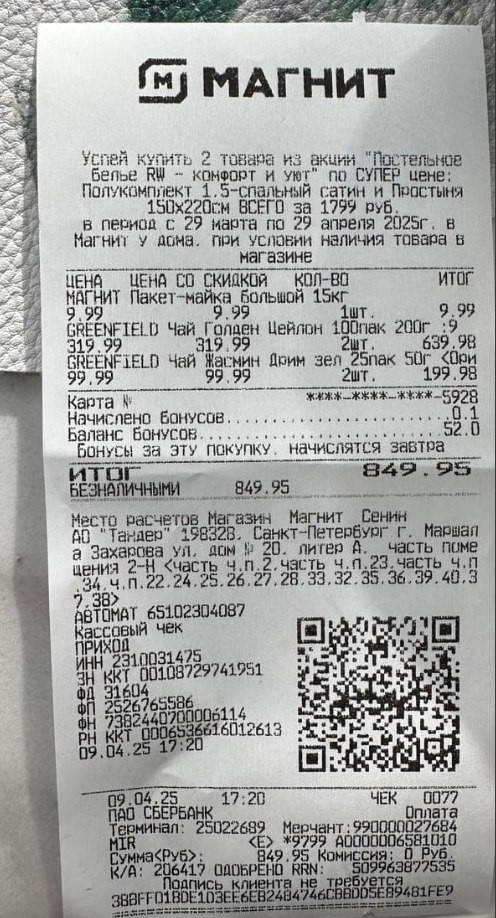 МАГНИТ
Успей купить 2 товара из акции "Постельное
белье RW - комфорт и уют" по СУПЕР цене:
Полукомплект 1.5-спальный сатин и Простыня
150x220см ВСЕГО за 1799 руб.
в период с 29 марта по 29 апреля 2025г. в
Магнит у дома, при условии наличия товара в
магазине
ЦЕНА ЦЕНА СО СКИДКОЙ КОЛ-ВО ИТОГ
МАГНИТ Пакет-майка большой 15кг
9.99 9.99 1шт. 9.99
GREENFIELD Чай Голден Цейлон 100пак 200г :9
319.99 319.99 2шт. 639.98
GREENFIELD Чай Жасмин Дрим зел 25пак 50г <Ори
99.99 99.99 2шт. 199.98
Карта № ****-****-****-5928
Начислено бонусов...0.1
Баланс бонусов...52.0
Бонусы за эту покупку, начислятся завтра
ИТОГ 849.95
БЕЗНАЛИЧНЫМИ 849.95
Место расчетов Магазин Магнит Сенин
АО "Тандер" 198328, Санкт-Петербург г, Маршал
а Захарова ул, дом № 20, литер А, часть поме
щения 2-Н <часть ч.п.2,часть ч.п.23,часть ч.п
.34,ч.п.22,24,25,26,27,28,33,32,35,36,39,40,3
7,38>
АВТОМАТ 65102304087
Кассовый чек
ПРИХОД
ИНН 2310031475
ЗН ККТ 00108729741951
ФД 31604
ФП 2526765586
ФН 7382440700006114
РН ККТ 0006536616012613
09.04.25 17:20
09.04.25 17:20 ЧЕК 0077
ПАО СБЕРБАНК Оплата
Терминал: 25022689 Мерчант:990000027684
MIR <E> *9799 A0000006581010
Сумма<Руб>: 849.95 Комиссия: 0 Руб.
К/А: 206417 ОДОБРЕНО RRN: 509963877535
Подпись клиента не требуется